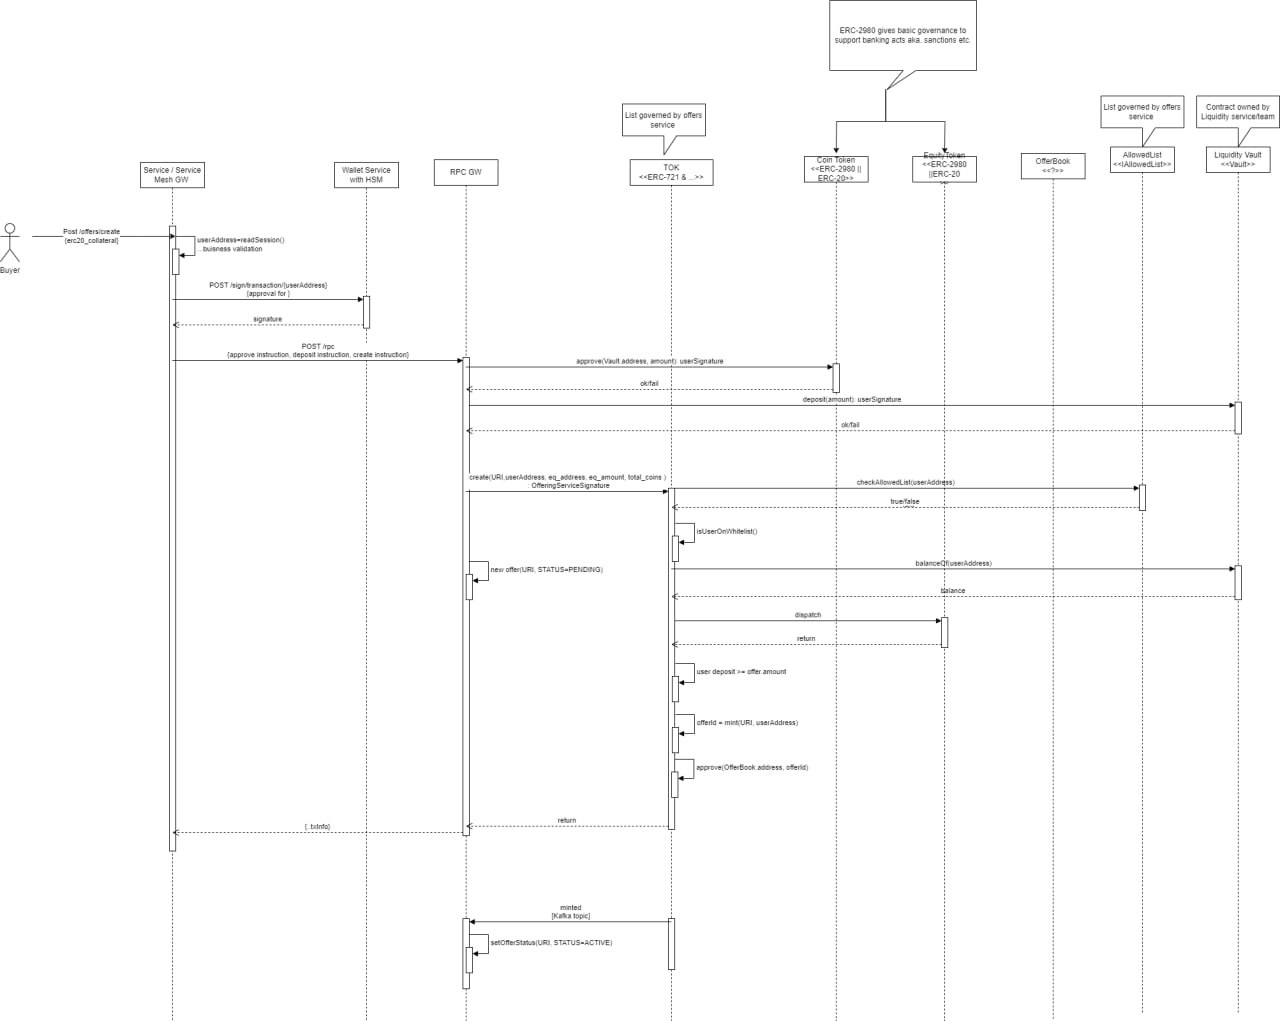 ERC-2980 gives basic governance to
support banking acts aka. sanctions etc.
List governed by offers
service
List governed by offers
service
Contract owned by
Liquidity service/team
Service / Service
Mesh GW
Wallet Service
with HSM
RPC GW
TOK
<<ERC-721 & ...>>
Coin Token
<<ERC-2980 ||
ERC-20>>
EquityToken
<<ERC-2980
||ERC-20
>>
OfferBook
<<?>>
AllowedList
<<IAllowedList>>
Liquidity Vault
<<Vault>>
Buyer
Post /offers/create
{erc20_collateral}
userAddress=readSession()
...buisness validation
POST /sign/transaction/{userAddress}
{approval for }
signature
POST /rpc
{approve instruction, deposit instruction, create instruction}
approve(Vault.address, amount): userSignature
ok/fail
deposit(amount): userSignature
ok/fail
create(URI,userAddress, eq_address, eq_amount, total_coins )
: OfferingServiceSignature
checkAllowedList(userAddress)
true/false
isUserOnWhitelist()
new offer(URI, STATUS=PENDING)
balanceOf(userAddress)
balance
dispatch
return
user deposit >= offer.amount
offerId = mint(URI, userAddress)
approve(OfferBook.address, offerId)
return
{..txInfo}
minted
[Kafka topic]
setOfferStatus(URI, STATUS=ACTIVE)